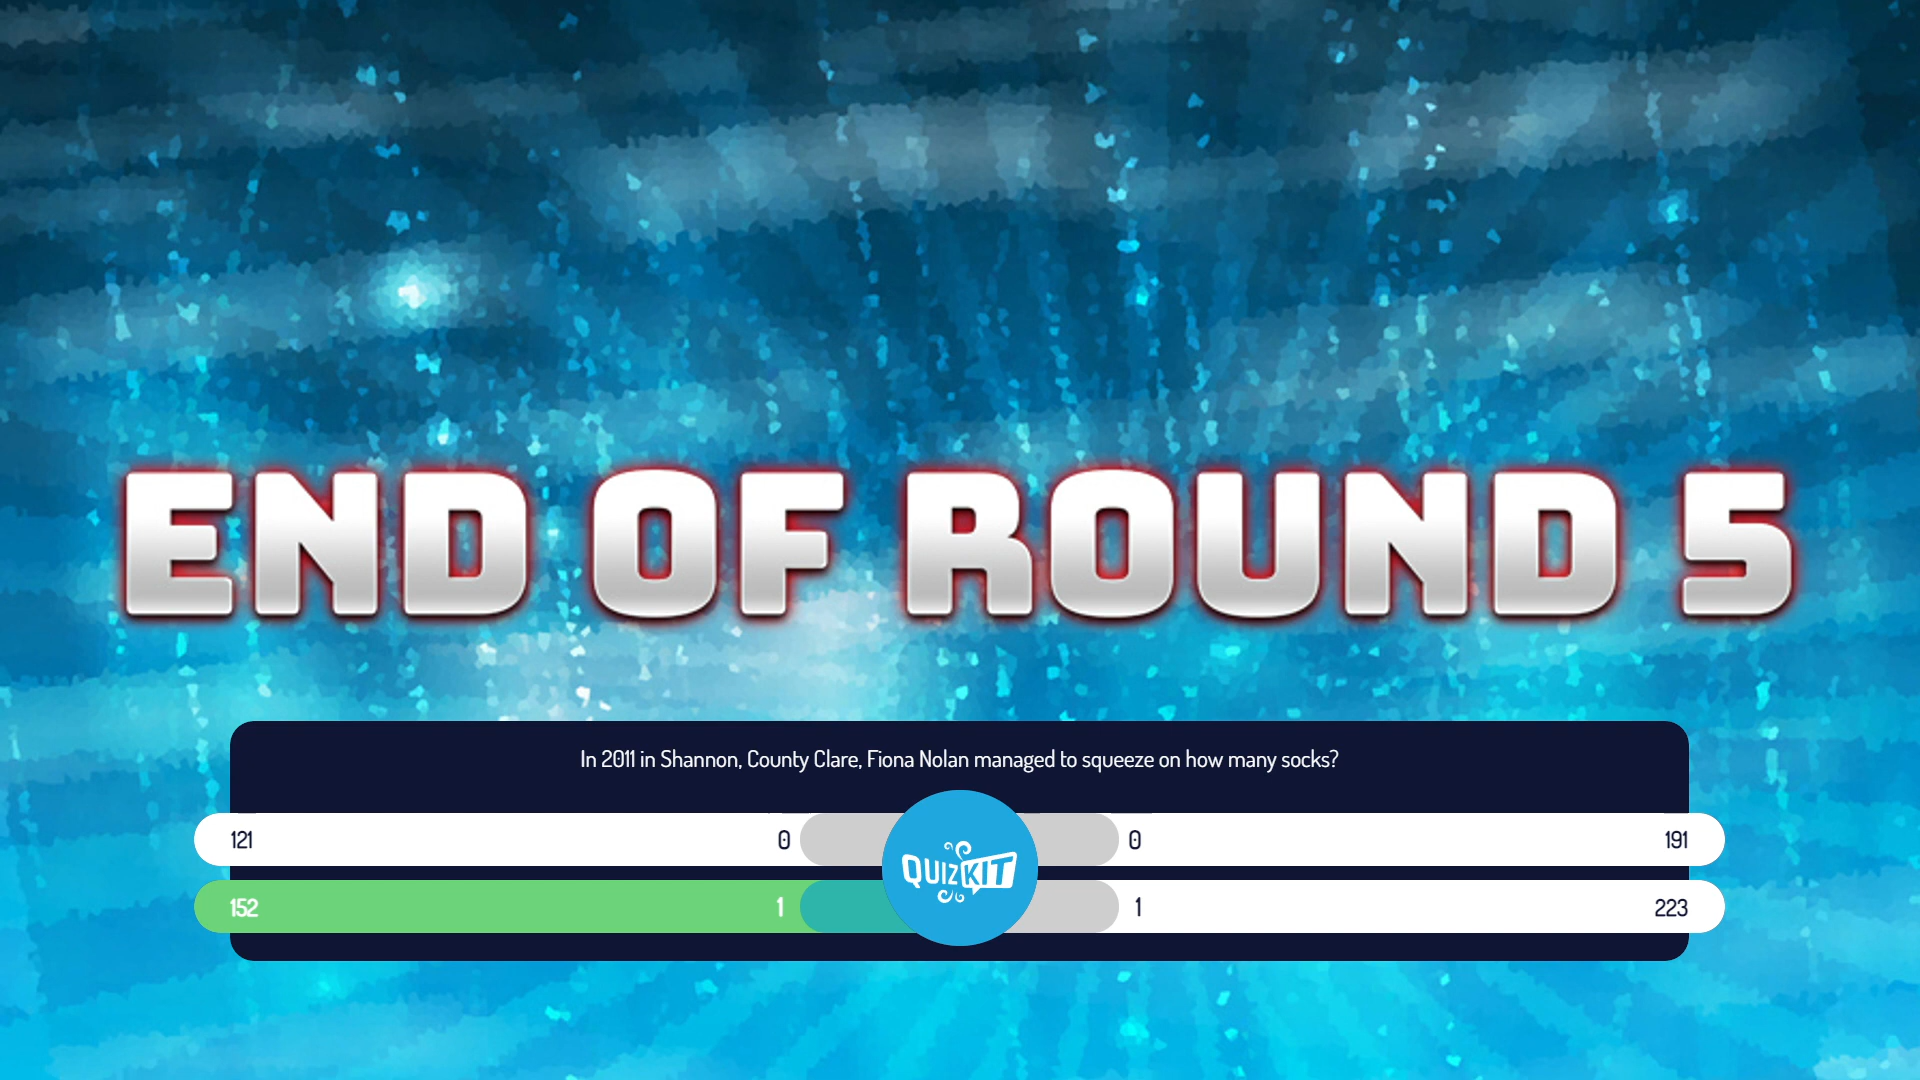 END OF ROUND 5
In 2011 in Shannon, County Clare, Fiona Nolan managed to squeeze on how many socks?
121 0 0 191
QUIZKIT
152 1 1 223